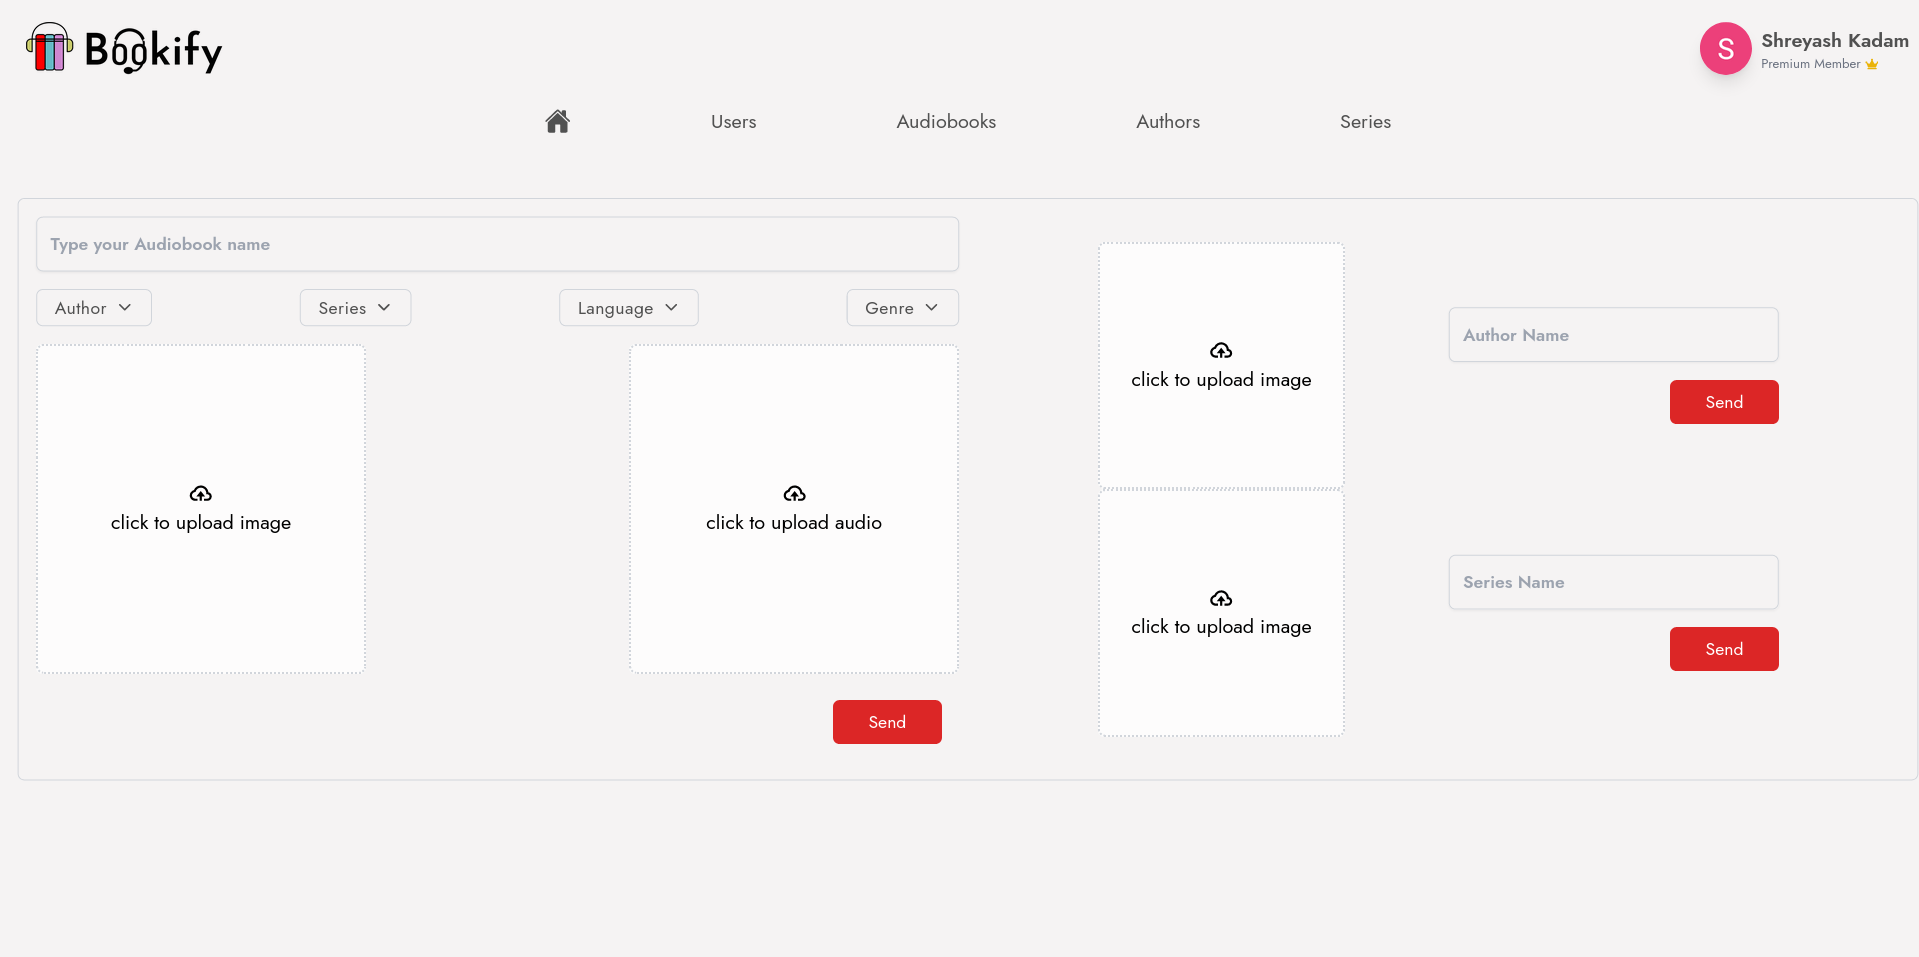 Bookify
S
Shreyash Kadam
Premium Member
Users Audiobooks Authors Series
Type your Audiobook name
Author Series Language Genre
click to upload image
click to upload audio
Send
click to upload image
Author Name
Send
click to upload image
Series Name
Send